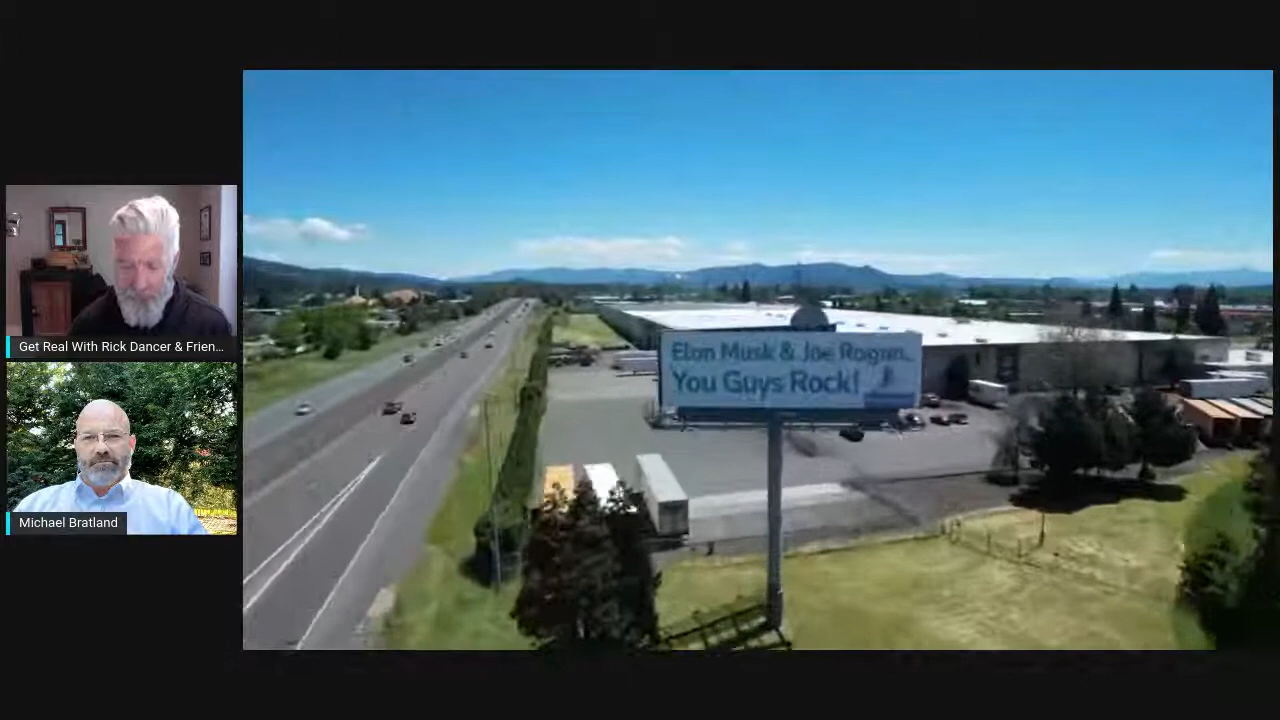 Get Real With Rick Dancer & Frien...
Michael Bratland
Elon Musk & Joe Rogan..
You Guys Rock!